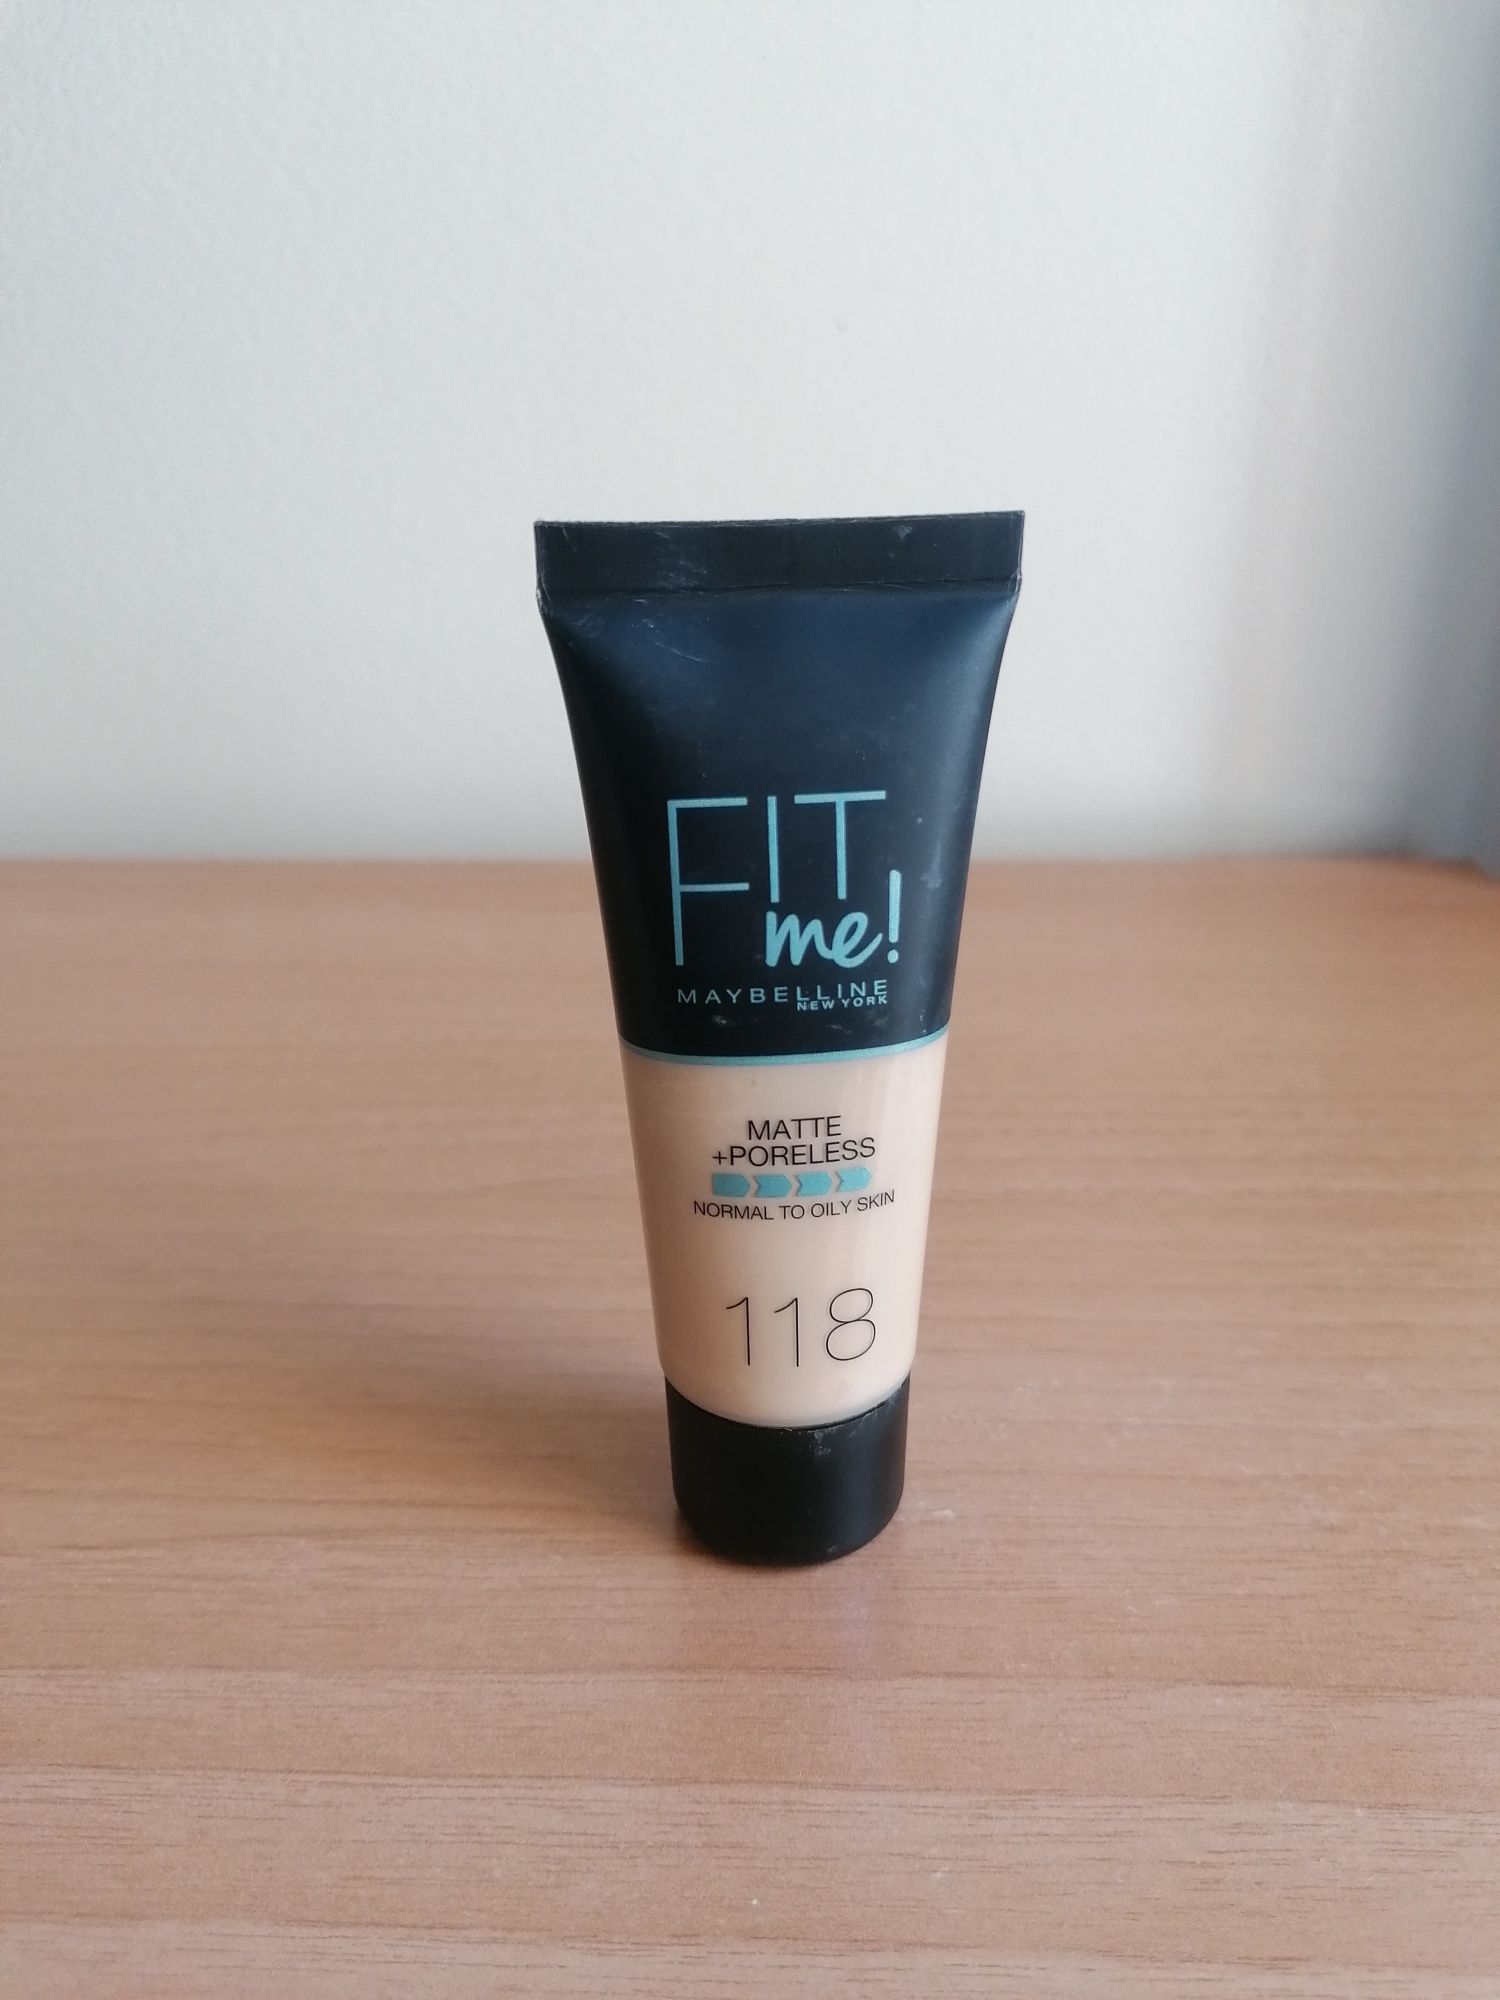 FIT
me!
MAYBELLINE
NEW YORK
MATTE
+PORELESS
NORMAL TO OILY SKIN
118